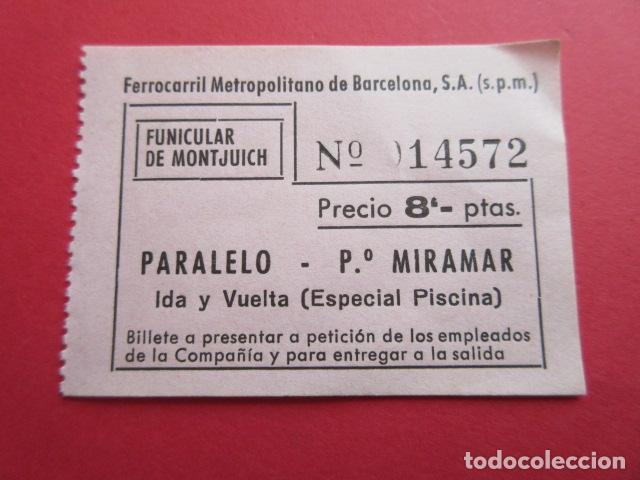 Ferrocarril Metropolitano de Barcelona, S.A. (s.p.m.)
FUNICULAR
DE MONTJUICH
Nº 014572
Precio 8'- ptas.
PARALELO - P.º MIRAMAR
Ida y Vuelta (Especial Piscina)
Billete a presentar a petición de los empleados
de la Compañía y para entregar a la salida
todocoleccion